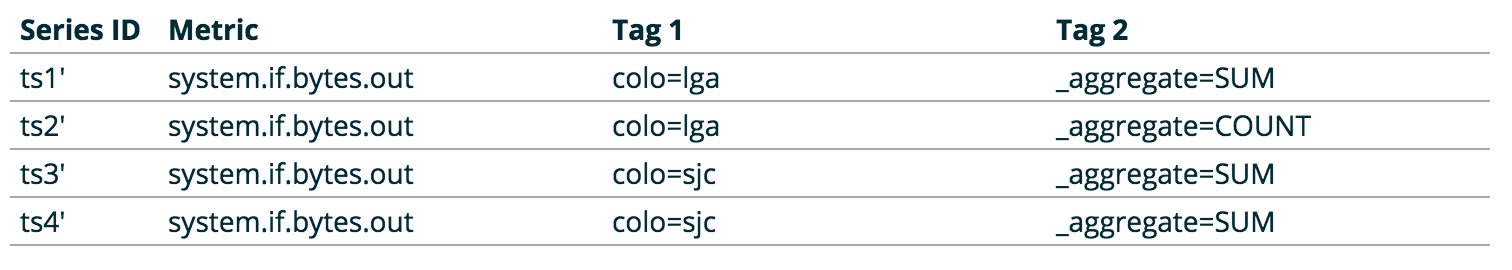 Series ID Metric Tag 1 Tag 2
ts1' system.if.bytes.out colo=lga _aggregate=SUM
ts2' system.if.bytes.out colo=lga _aggregate=COUNT
ts3' system.if.bytes.out colo=sjc _aggregate=SUM
ts4' system.if.bytes.out colo=sjc _aggregate=SUM